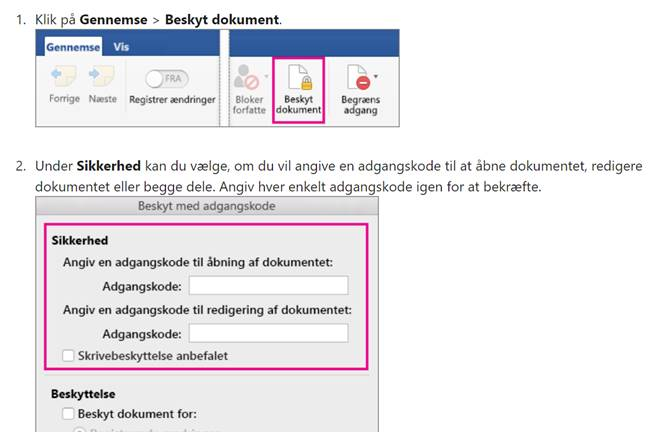 1. Klik på Gennemse > Beskyt dokument.
Gennemse Vis
FRA
Forrige Næste Registrer ændringer Bloker forfatte Beskyt dokument Begræns adgang
2. Under Sikkerhed kan du vælge, om du vil angive en adgangskode til at åbne dokumentet, redigere
dokumentet eller begge dele. Angiv hver enkelt adgangskode igen for at bekræfte.
Beskyt med adgangskode
Sikkerhed
Angiv en adgangskode til åbning af dokumentet:
Adgangskode:
Angiv en adgangskode til redigering af dokumentet:
Adgangskode:
Skrivebeskyttelse anbefalet
Beskyttelse
Beskyt dokument for: